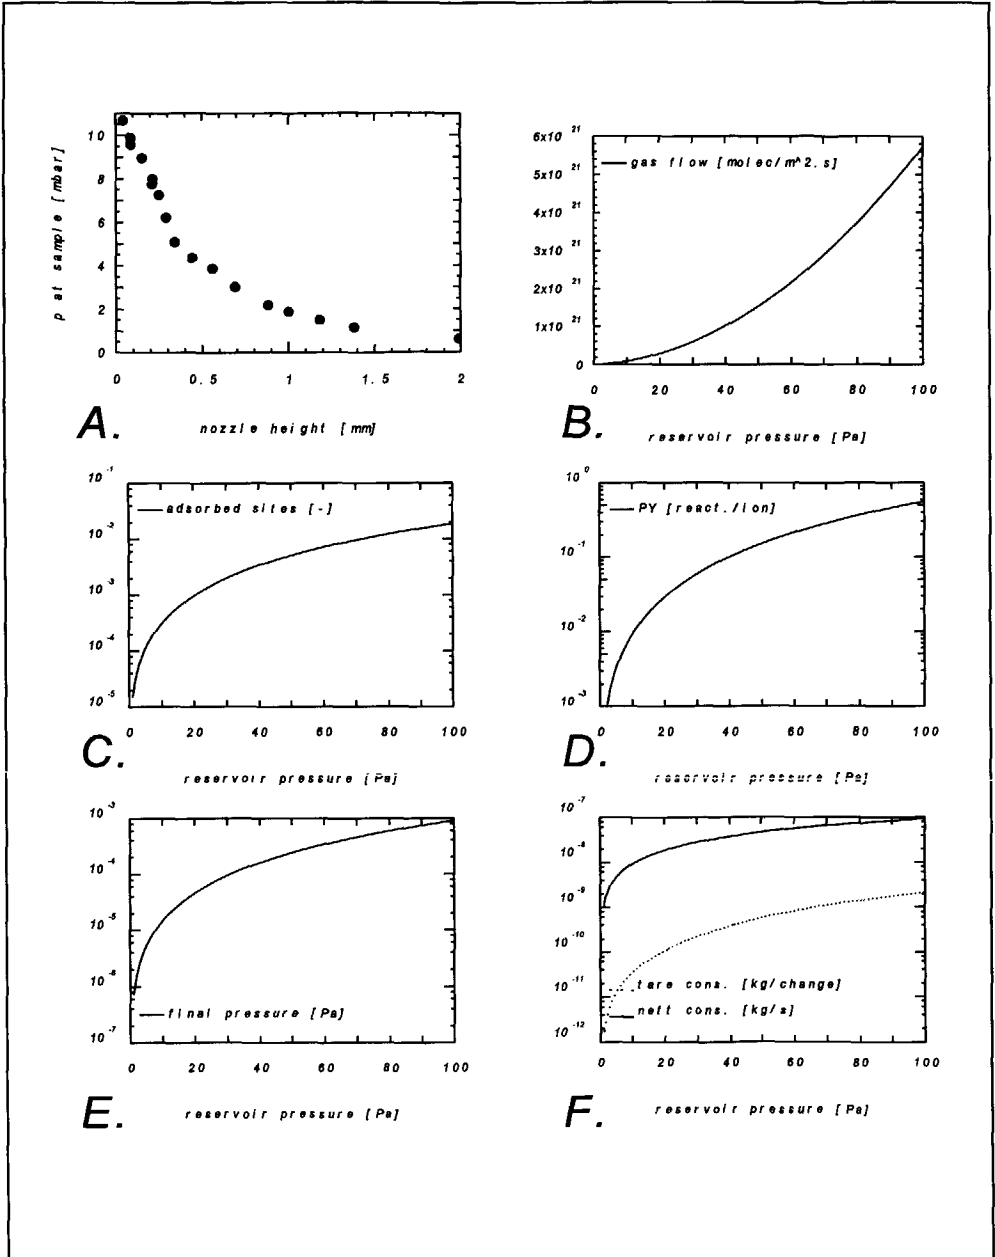 p at sample [mbar]
10
8
6
4
2
0
0 0.5 1 1.5 2
A.
nozzle height [mm]
6x10 21
gas flow [molec/m^2.s]
5x10 21
4x10 21
3x10 21
2x10 21
1x10 21
0
0 20 40 60 80 100
B.
reservoir pressure [Pa]
10 -1
adsorbed sites [-]
10 -2
10 -3
10 -4
10 -5
0 20 40 60 80 100
C.
reservoir pressure [Pa]
10 0
PY [react./ion]
10 -1
10 -2
10 -3
0 20 40 60 80 100
D.
reservoir pressure [Pa]
10 -3
10 -4
10 -5
10 -6
final pressure [Pa]
10 -7
0 20 40 60 80 100
E.
reservoir pressure [Pa]
10 -7
10 -8
10 -9
10 -10
10 -11
tare cons. [kg/change]
nett cons. [kg/s]
10 -12
0 20 40 60 80 100
F.
reservoir pressure [Pa]